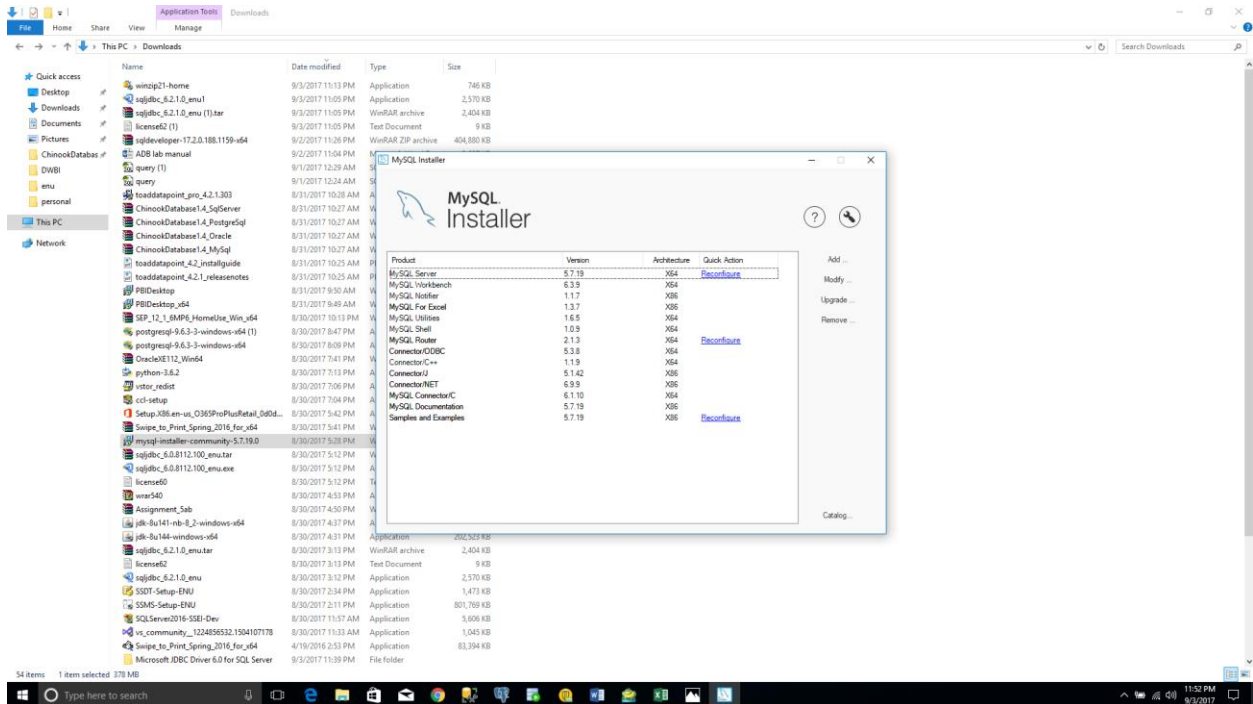 Application Tools Downloads
File Home Share View Manage
This PC > Downloads
Search Downloads
Name Date modified Type Size
Quick access
Desktop
Downloads
Documents
Pictures
ChinookDatabas
DWBI
enu
personal
This PC
Network
winzip21-home 9/3/2017 11:13 PM Application 746 KB
sqljdbc_6.2.1.0_enu1 9/3/2017 11:05 PM Application 2,570 KB
sqljdbc_6.2.1.0_enu (1).tar 9/3/2017 11:05 PM WinRAR archive 2,404 KB
license62 (1) 9/3/2017 11:05 PM Text Document 9 KB
sqldeveloper-17.2.0.188.1159-x64 9/2/2017 11:26 PM WinRAR ZIP archive 404,880 KB
ADB lab manual 9/2/2017 11:04 PM
query (1) 9/1/2017 12:29 AM
query 9/1/2017 12:24 AM
toaddatapoint_pro_4.2.1.303 8/31/2017 10:28 AM
ChinookDatabase1.4_SqlServer 8/31/2017 10:27 AM
ChinookDatabase1.4_PostgreSql 8/31/2017 10:27 AM
ChinookDatabase1.4_Oracle 8/31/2017 10:27 AM
ChinookDatabase1.4_MySql 8/31/2017 10:27 AM
toaddatapoint_4.2_installguide 8/31/2017 10:25 AM
toaddatapoint_4.2.1_releasenotes 8/31/2017 10:25 AM
PBIDesktop 8/31/2017 9:50 AM
PBIDesktop_x64 8/31/2017 9:49 AM
SEP_12_1_6MP6_HomeUse_Win_x64 8/30/2017 10:13 PM
postgresql-9.6.3-3-windows-x64 (1) 8/30/2017 8:47 PM
postgresql-9.6.3-3-windows-x64 8/30/2017 8:09 PM
OracleXE112_Win64 8/30/2017 7:41 PM
python-3.6.2 8/30/2017 7:13 PM
vstor_redist 8/30/2017 7:06 PM
ccl-setup 8/30/2017 7:04 PM
Setup.X86.en-us_O365ProPlusRetail_0d0d... 8/30/2017 5:42 PM
Swipe_to_Print_Spring_2016_for_x64 8/30/2017 5:41 PM
mysql-installer-community-5.7.19.0 8/30/2017 5:28 PM
sqljdbc_6.0.8112.100_enu.tar 8/30/2017 5:12 PM
sqljdbc_6.0.8112.100_enu.exe 8/30/2017 5:12 PM
license60 8/30/2017 5:12 PM
wrar540 8/30/2017 4:53 PM
Assignment_5ab 8/30/2017 4:50 PM
jdk-8u141-nb-8_2-windows-x64 8/30/2017 4:37 PM
jdk-8u144-windows-x64 8/30/2017 4:31 PM Application 202,523 KB
sqljdbc_6.2.1.0_enu.tar 8/30/2017 3:13 PM WinRAR archive 2,404 KB
license62 8/30/2017 3:13 PM Text Document 9 KB
sqljdbc_6.2.1.0_enu 8/30/2017 3:12 PM Application 2,570 KB
SSDT-Setup-ENU 8/30/2017 2:34 PM Application 1,473 KB
SSMS-Setup-ENU 8/30/2017 2:11 PM Application 801,769 KB
SQLServer2016-SSEI-Dev 8/30/2017 11:57 AM Application 5,606 KB
vs_community__1224856532.1504107178 8/30/2017 11:33 AM Application 1,045 KB
Swipe_to_Print_Spring_2016_for_x64 4/19/2016 2:53 PM Application 83,394 KB
Microsoft JDBC Driver 6.0 for SQL Server 9/3/2017 11:39 PM File folder
MySQL Installer
MySQL.
Installer
Product Version Architecture Quick Action
MySQL Server 5.7.19 X64 Reconfigure
MySQL Workbench 6.3.9 X64
MySQL Notifier 1.1.7 X86
MySQL For Excel 1.3.7 X86
MySQL Utilities 1.6.5 X64
MySQL Shell 1.0.9 X64
MySQL Router 2.1.3 X64 Reconfigure
Connector/ODBC 5.3.8 X64
Connector/C++ 1.1.9 X64
Connector/J 5.1.42 X86
Connector/NET 6.9.9 X86
MySQL Connector/C 6.1.10 X64
MySQL Documentation 5.7.19 X86
Samples and Examples 5.7.19 X86 Reconfigure
Add ...
Modify ...
Upgrade ...
Remove ...
Catalog...
54 items 1 item selected 378 MB
Type here to search
11:52 PM
9/3/2017